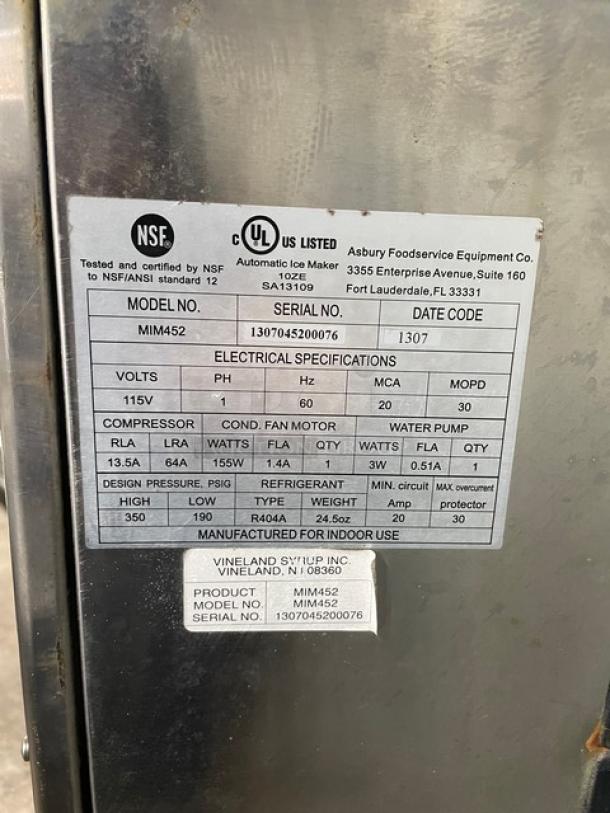 NSF®
C UL US LISTED
Tested and certified by NSF
to NSF/ANSI standard 12
Automatic Ice Maker
10ZE
SA13109
Asbury Foodservice Equipment Co.
3355 Enterprise Avenue, Suite 160
Fort Lauderdale, FL 33331
MODEL NO. SERIAL NO. DATE CODE
MIM452 1307045200076 1307
ELECTRICAL SPECIFICATIONS
VOLTS PH Hz MCA MOPD
115V 1 60 20 30
COMPRESSOR COND. FAN MOTOR WATER PUMP
RLA LRA WATTS FLA QTY WATTS FLA QTY
13.5A 64A 155W 1.4A 1 3W 0.51A 1
DESIGN PRESSURE, PSIG REFRIGERANT MIN. circuit MAX. overcurrent
HIGH LOW TYPE WEIGHT Amp protector
350 190 R404A 24.5oz 20 30
MANUFACTURED FOR INDOOR USE
VINELAND SYRUP INC.
VINELAND, NJ 08360
PRODUCT MIM452
MODEL NO. MIM452
SERIAL NO. 1307045200076